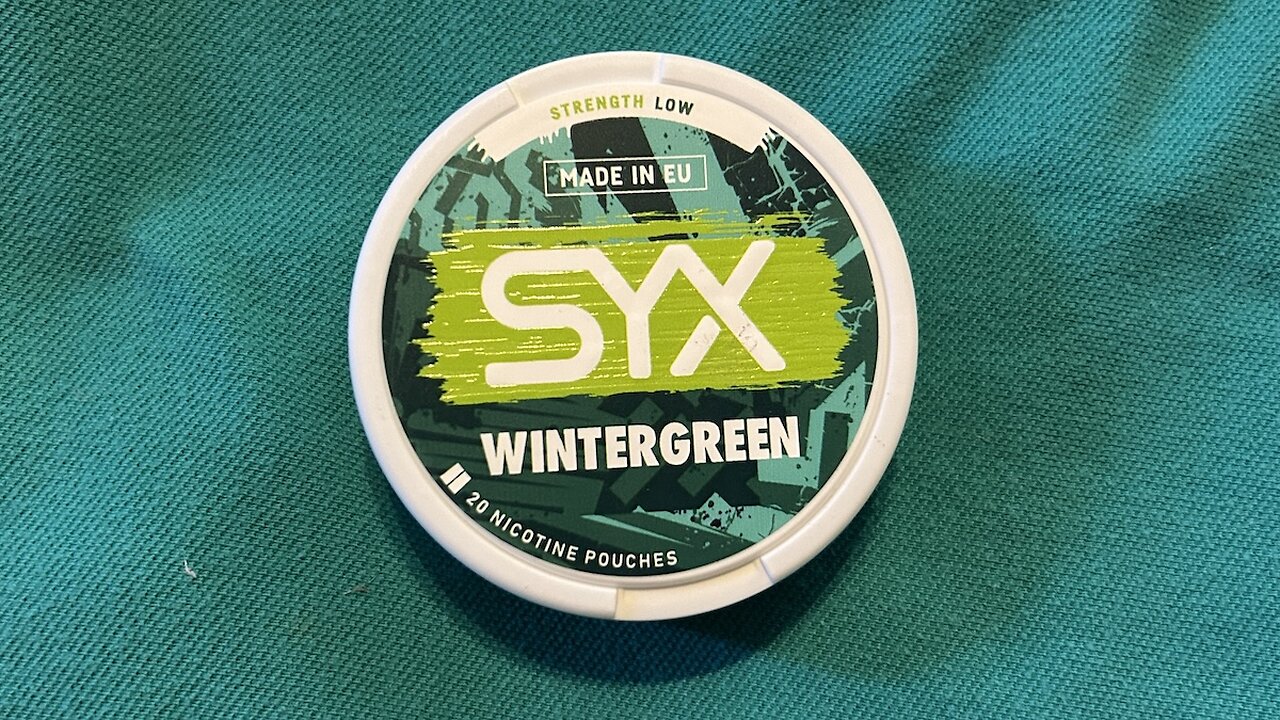 STRENGTH LOW
MADE IN EU
SYX
WINTERGREEN
20 NICOTINE POUCHES